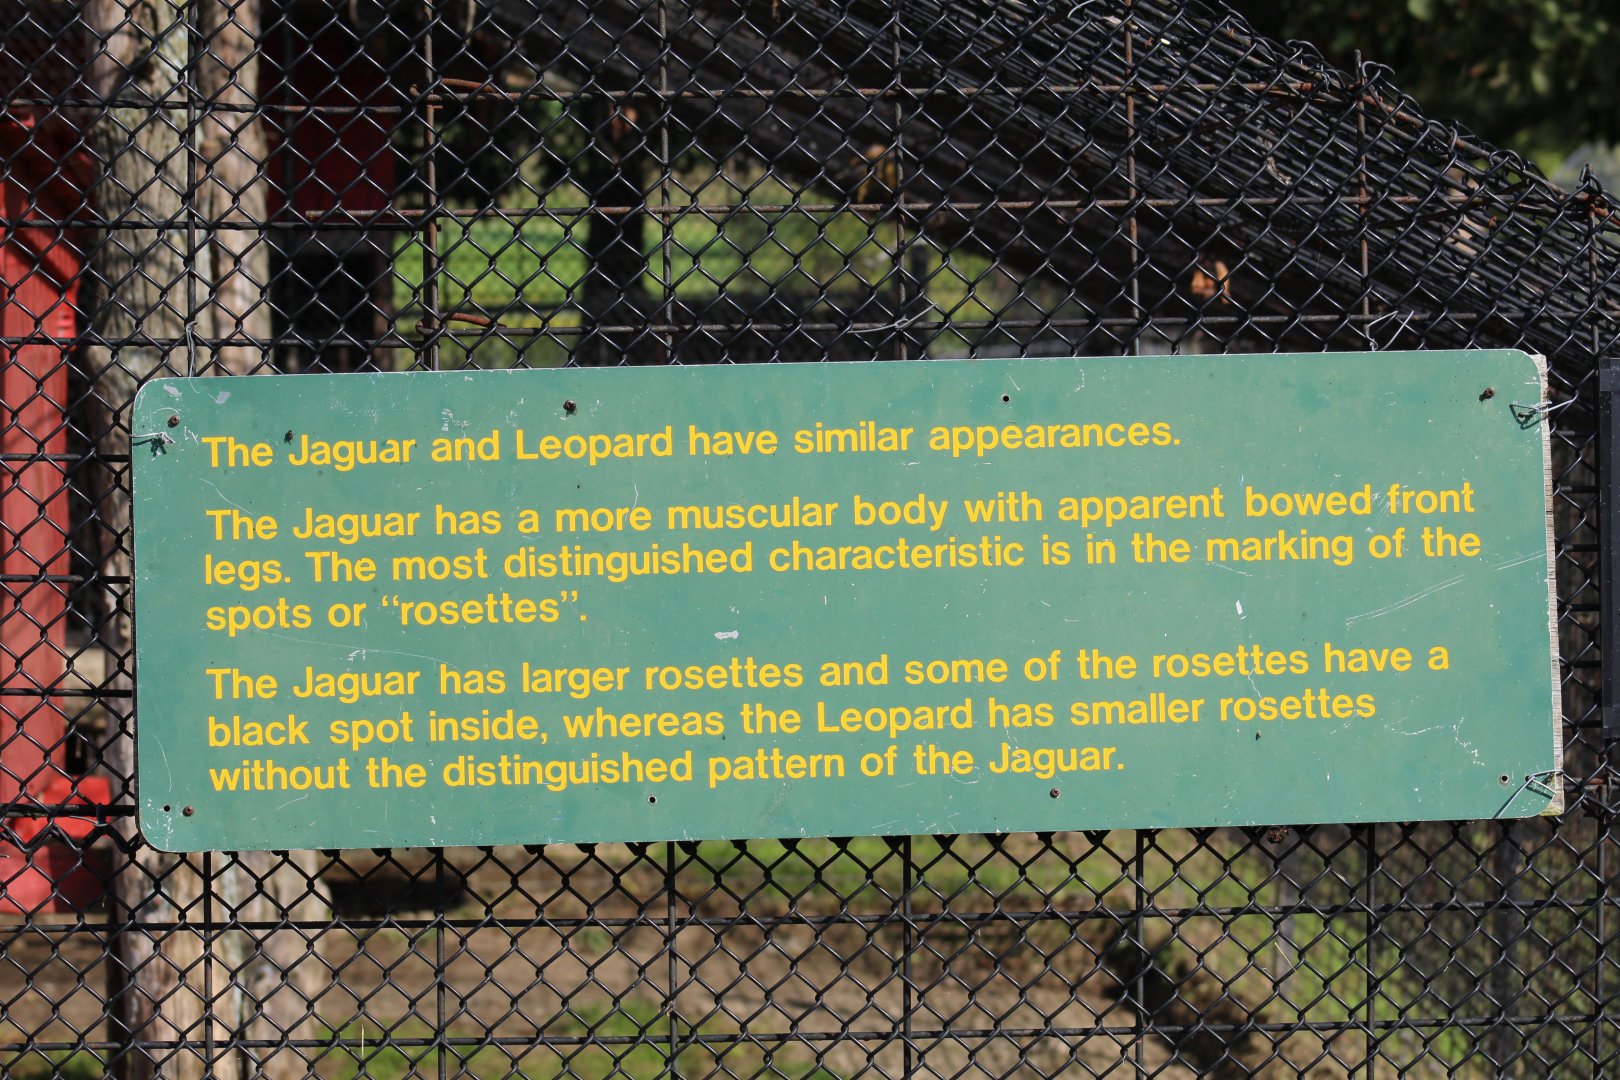 The Jaguar and Leopard have similar appearances.
The Jaguar has a more muscular body with apparent bowed front
legs. The most distinguished characteristic is in the marking of the
spots or “rosettes”.
The Jaguar has larger rosettes and some of the rosettes have a
black spot inside, whereas the Leopard has smaller rosettes
without the distinguished pattern of the Jaguar.